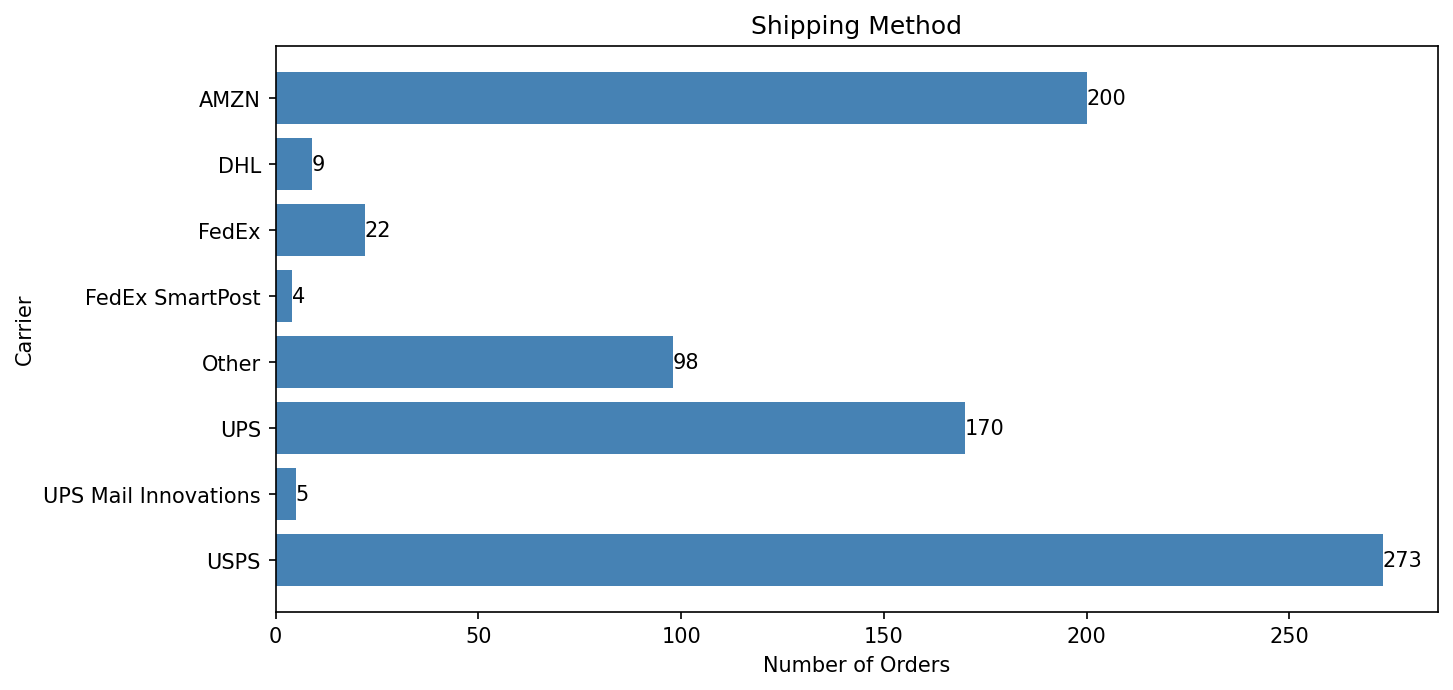 Shipping Method
Carrier
AMZN 200
DHL 9
FedEx 22
FedEx SmartPost 4
Other 98
UPS 170
UPS Mail Innovations 5
USPS 273
0 50 100 150 200 250
Number of Orders